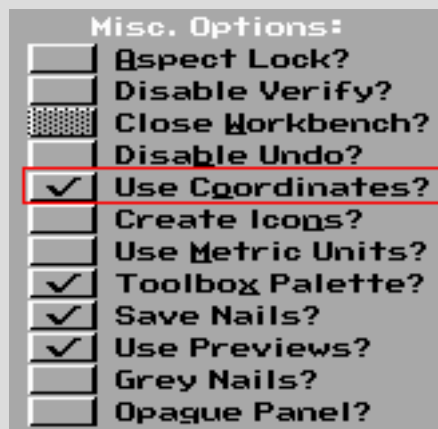 Misc. Options:
Aspect Lock?
Disable Verify?
Close Workbench?
Disable Undo?
Use Coordinates?
Create Icons?
Use Metric Units?
Toolbox Palette?
Save Nails?
Use Previews?
Grey Nails?
Opaque Panel?